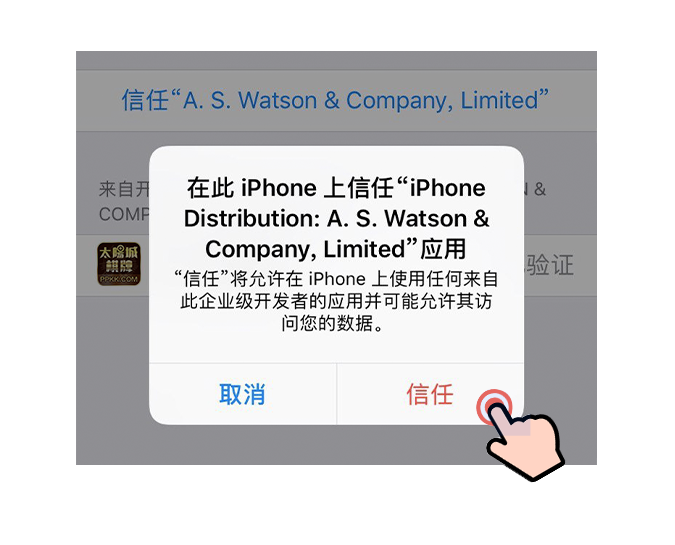 信任“A. S. Watson & Company, Limited”
在此 iPhone 上信任“iPhone
Distribution: A. S. Watson &
Company, Limited”应用
“信任”将允许在 iPhone 上使用任何来自
此企业级开发者的应用并可能允许其访
问您的数据。
取消
信任
来自开
&
COMP
太陽城
棋牌
PPKK.COM
验证